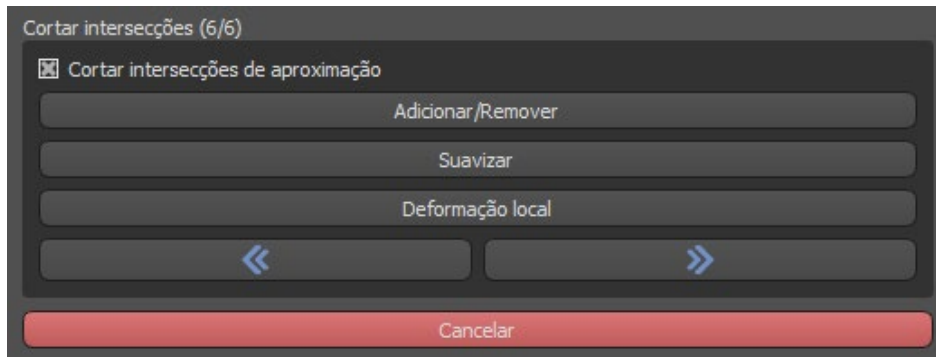 Cortar intersecções (6/6)
Cortar intersecções de aproximação
Adicionar/Remover
Suavizar
Deformação local
Cancelar